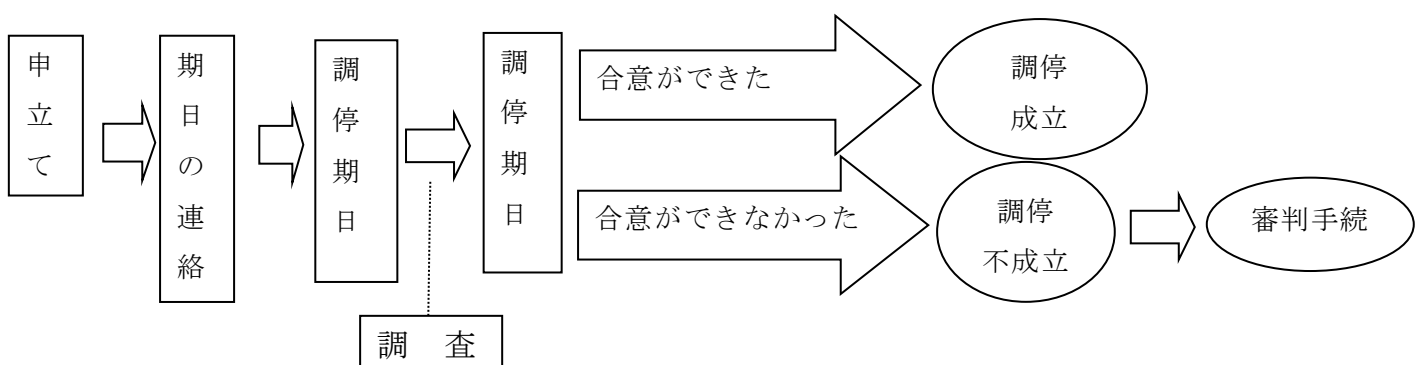 申立て
期日の連絡
調停期日
調停期日
合意ができた
調停
成立
合意ができなかった
調停
不成立
審判手続
調　査